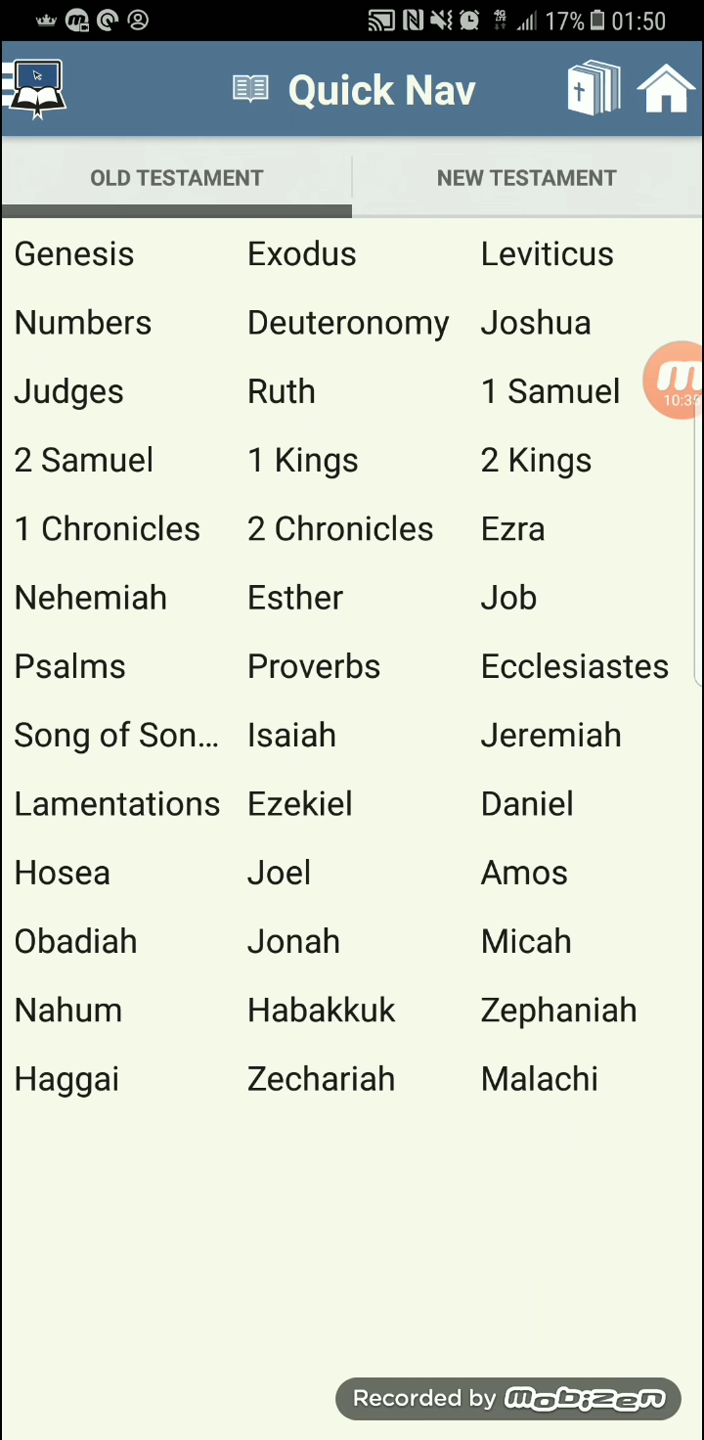 4G 17% 01:50
Quick Nav
OLD TESTAMENT NEW TESTAMENT
Genesis Exodus Leviticus
Numbers Deuteronomy Joshua
Judges Ruth 1 Samuel
10:35
2 Samuel 1 Kings 2 Kings
1 Chronicles 2 Chronicles Ezra
Nehemiah Esther Job
Psalms Proverbs Ecclesiastes
Song of Son... Isaiah Jeremiah
Lamentations Ezekiel Daniel
Hosea Joel Amos
Obadiah Jonah Micah
Nahum Habakkuk Zephaniah
Haggai Zechariah Malachi
Recorded by mobizen